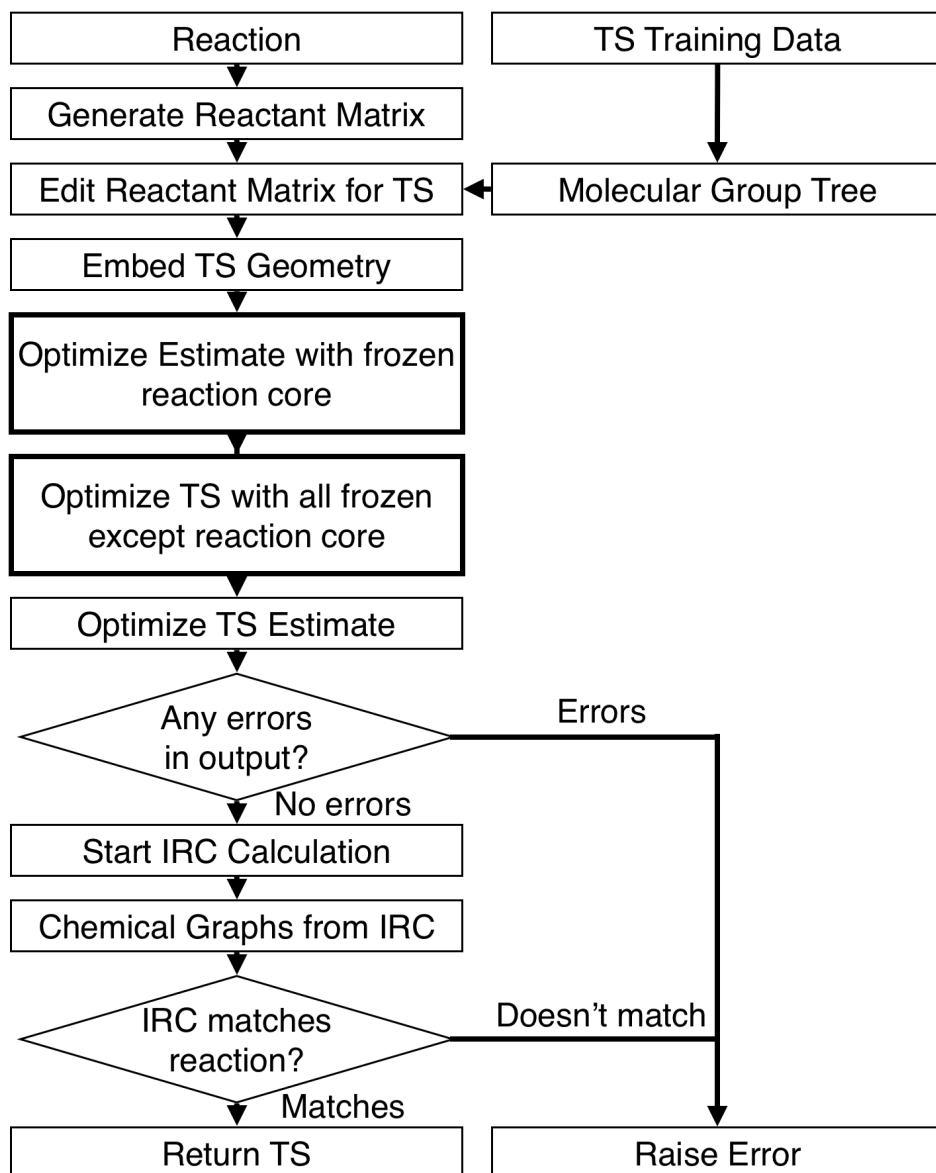 Reaction
TS Training Data
Generate Reactant Matrix
Edit Reactant Matrix for TS
Molecular Group Tree
Embed TS Geometry
Optimize Estimate with frozen
reaction core
Optimize TS with all frozen
except reaction core
Optimize TS Estimate
Any errors
in output?
Errors
No errors
Start IRC Calculation
Chemical Graphs from IRC
IRC matches
reaction?
Doesn’t match
Matches
Return TS
Raise Error